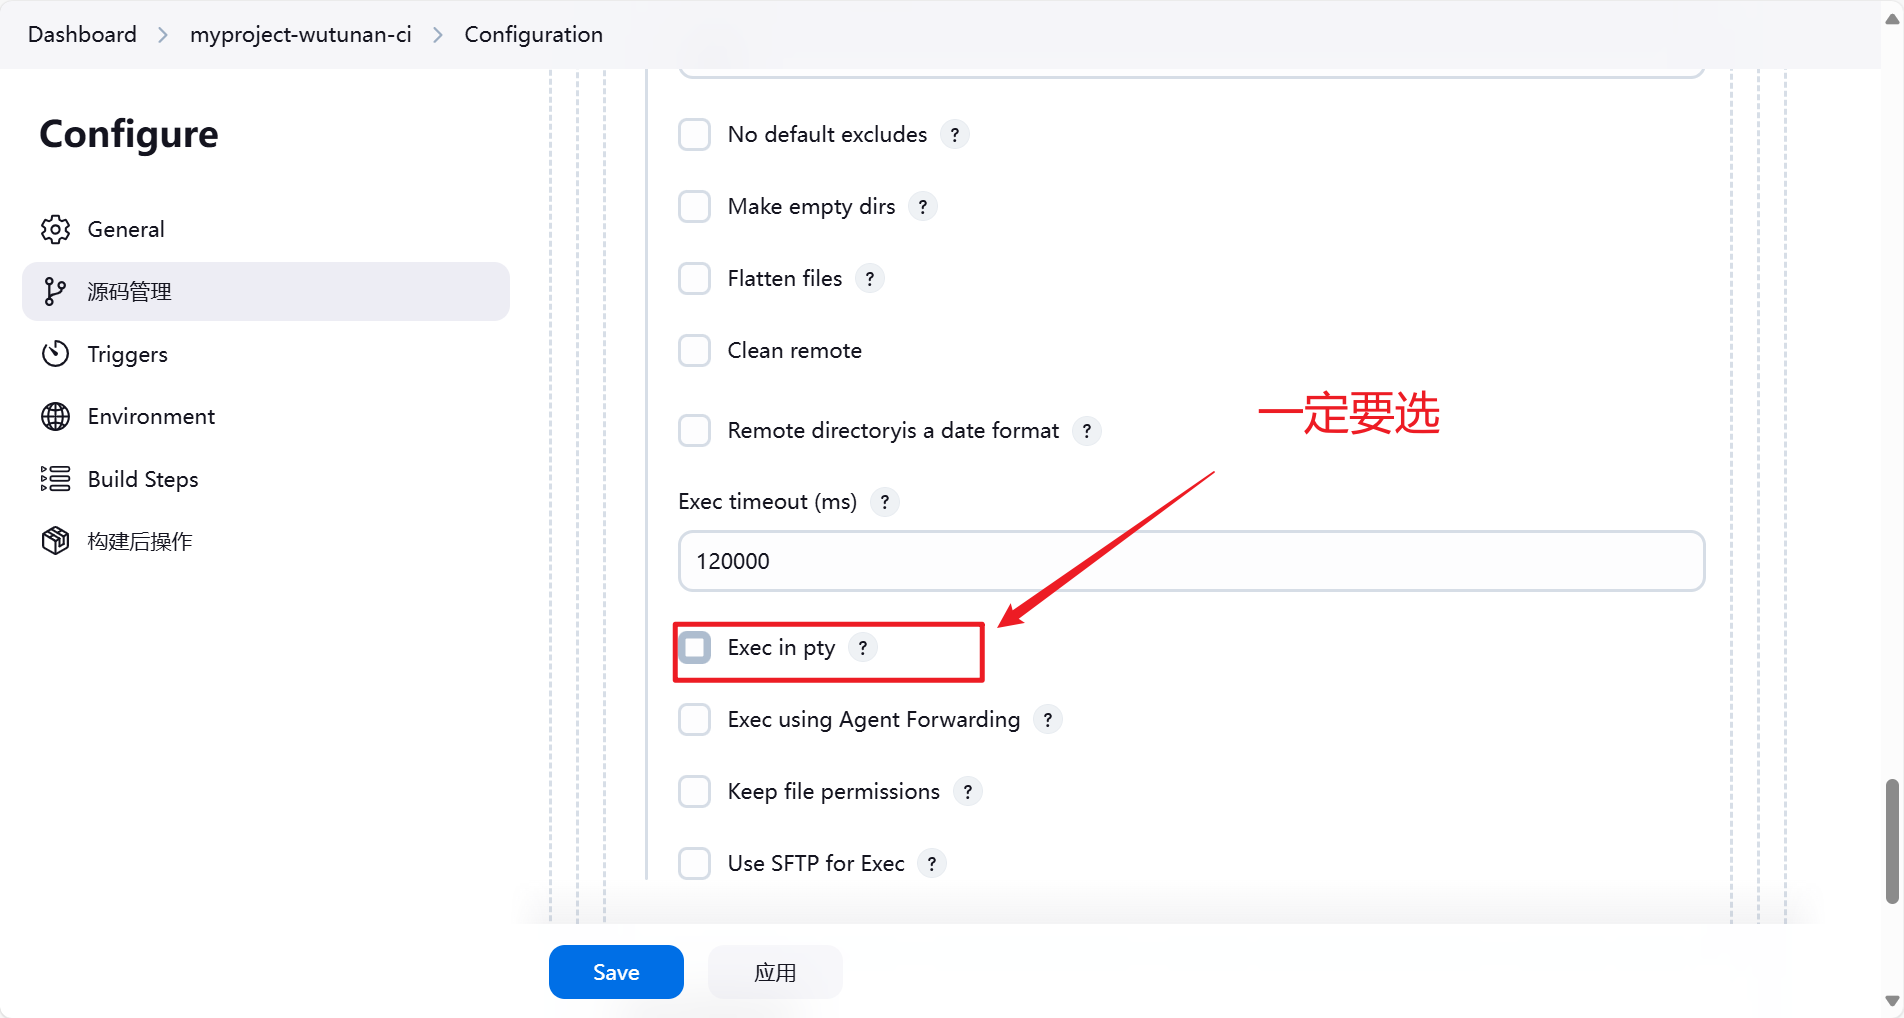 Dashboard > myproject-wutunan-ci > Configuration
Configure
General
源码管理
Triggers
Environment
Build Steps
构建后操作
No default excludes ?
Make empty dirs ?
Flatten files ?
Clean remote
Remote directoryis a date format ?
一定要选
Exec timeout (ms) ?
120000
Exec in pty ?
Exec using Agent Forwarding ?
Keep file permissions ?
Use SFTP for Exec ?
Save
应用